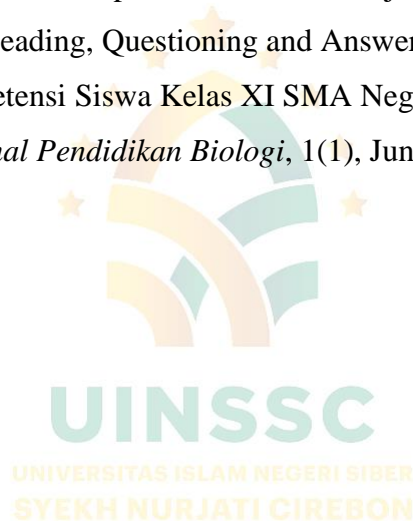 eading, Questioning and Answer
etensi Siswa Kelas XI SMA Neg
al Pendidikan Biologi, 1(1), Jun
UINSSC
UNIVERSITAS ISLAM NEGERI SIBER
SYEKH NURJATI CIREBON